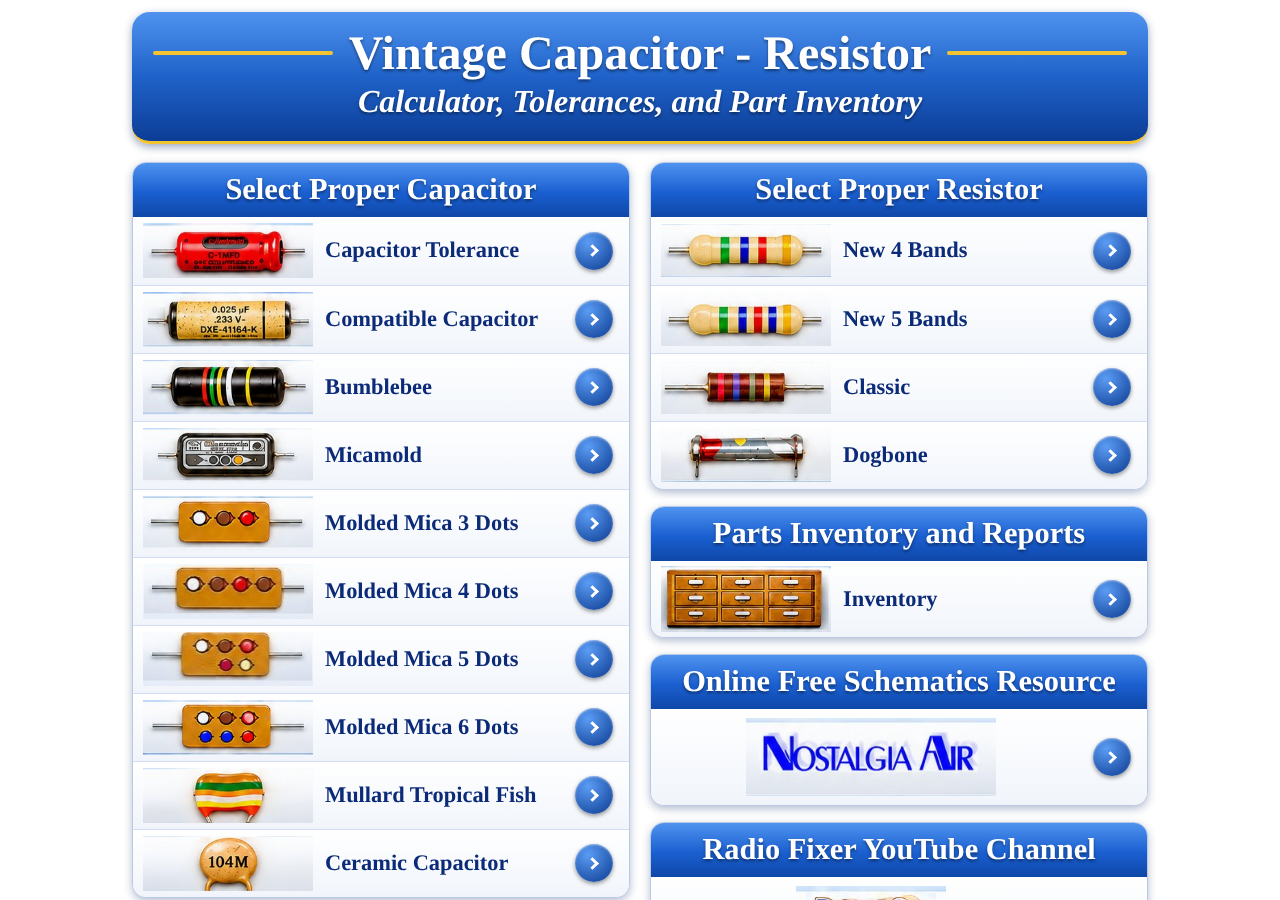 Vintage Capacitor - Resistor
Calculator, Tolerances, and Part Inventory
Select Proper Capacitor
C-1MFD
Capacitor Tolerance
0.025 µF
.233 V-
DXE-41164-K
Compatible Capacitor
Bumblebee
Micamold
Molded Mica 3 Dots
Molded Mica 4 Dots
Molded Mica 5 Dots
Molded Mica 6 Dots
Mullard Tropical Fish
104M
Ceramic Capacitor
Select Proper Resistor
New 4 Bands
New 5 Bands
Classic
Dogbone
Parts Inventory and Reports
Inventory
Online Free Schematics Resource
NOSTALGIA AIR
Radio Fixer YouTube Channel